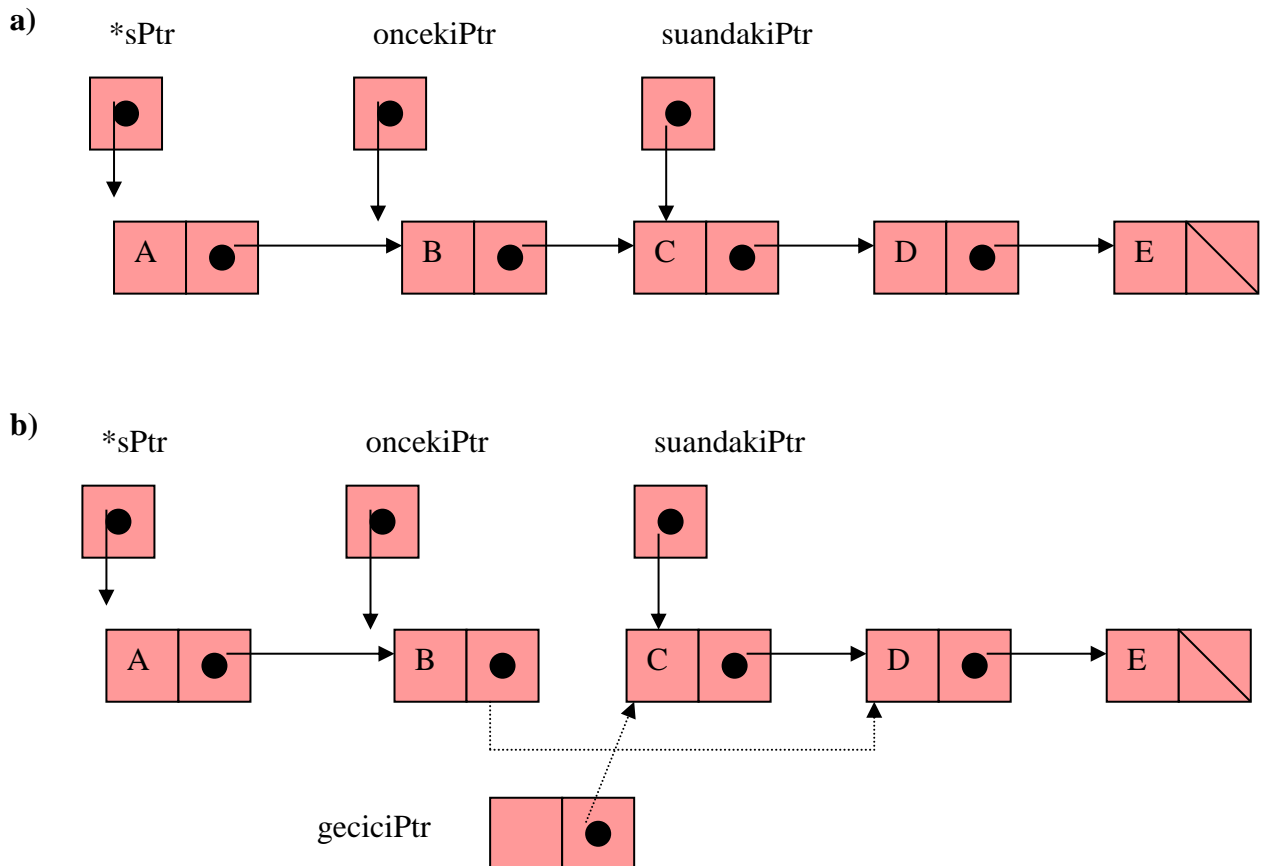 a)
*sPtr oncekiPtr suandakiPtr
A B C D E
b)
*sPtr oncekiPtr suandakiPtr
A B C D E
geciciPtr